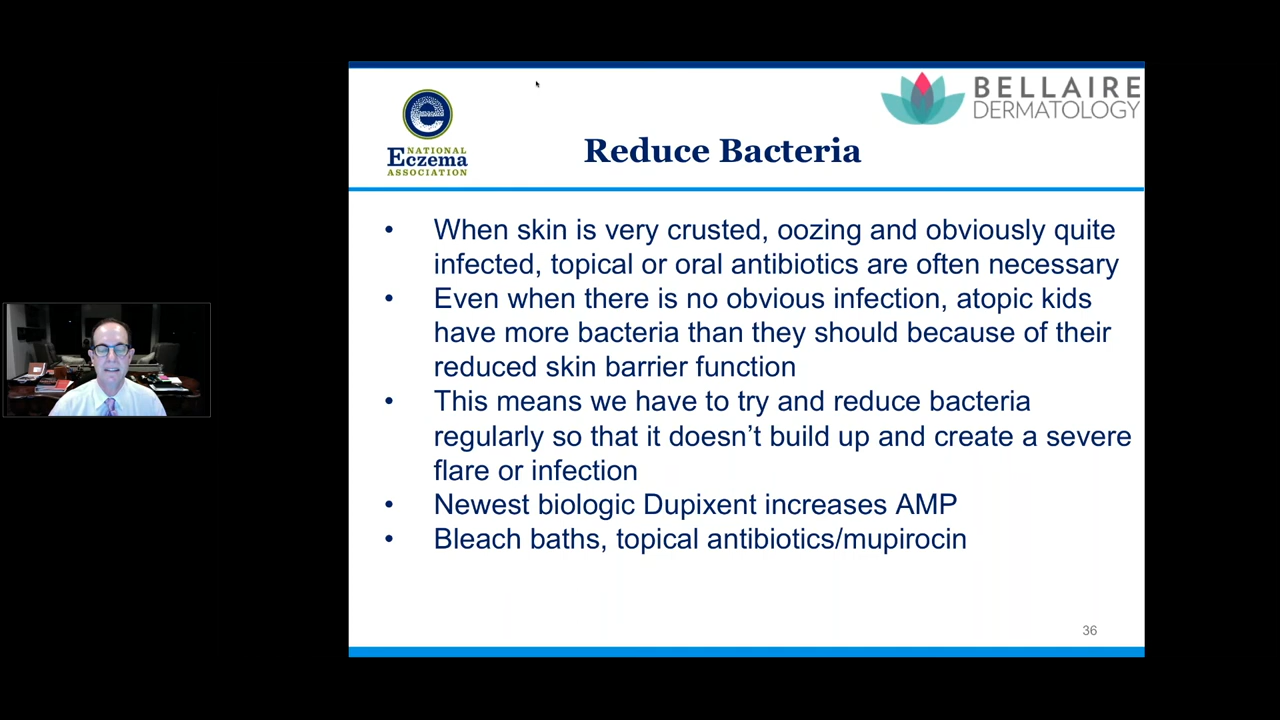 BELLAIRE
DERMATOLOGY
e
NATIONAL
Eczema
ASSOCIATION
Reduce Bacteria
• When skin is very crusted, oozing and obviously quite
infected, topical or oral antibiotics are often necessary
• Even when there is no obvious infection, atopic kids
have more bacteria than they should because of their
reduced skin barrier function
• This means we have to try and reduce bacteria
regularly so that it doesn’t build up and create a severe
flare or infection
• Newest biologic Dupixent increases AMP
• Bleach baths, topical antibiotics/mupirocin
36